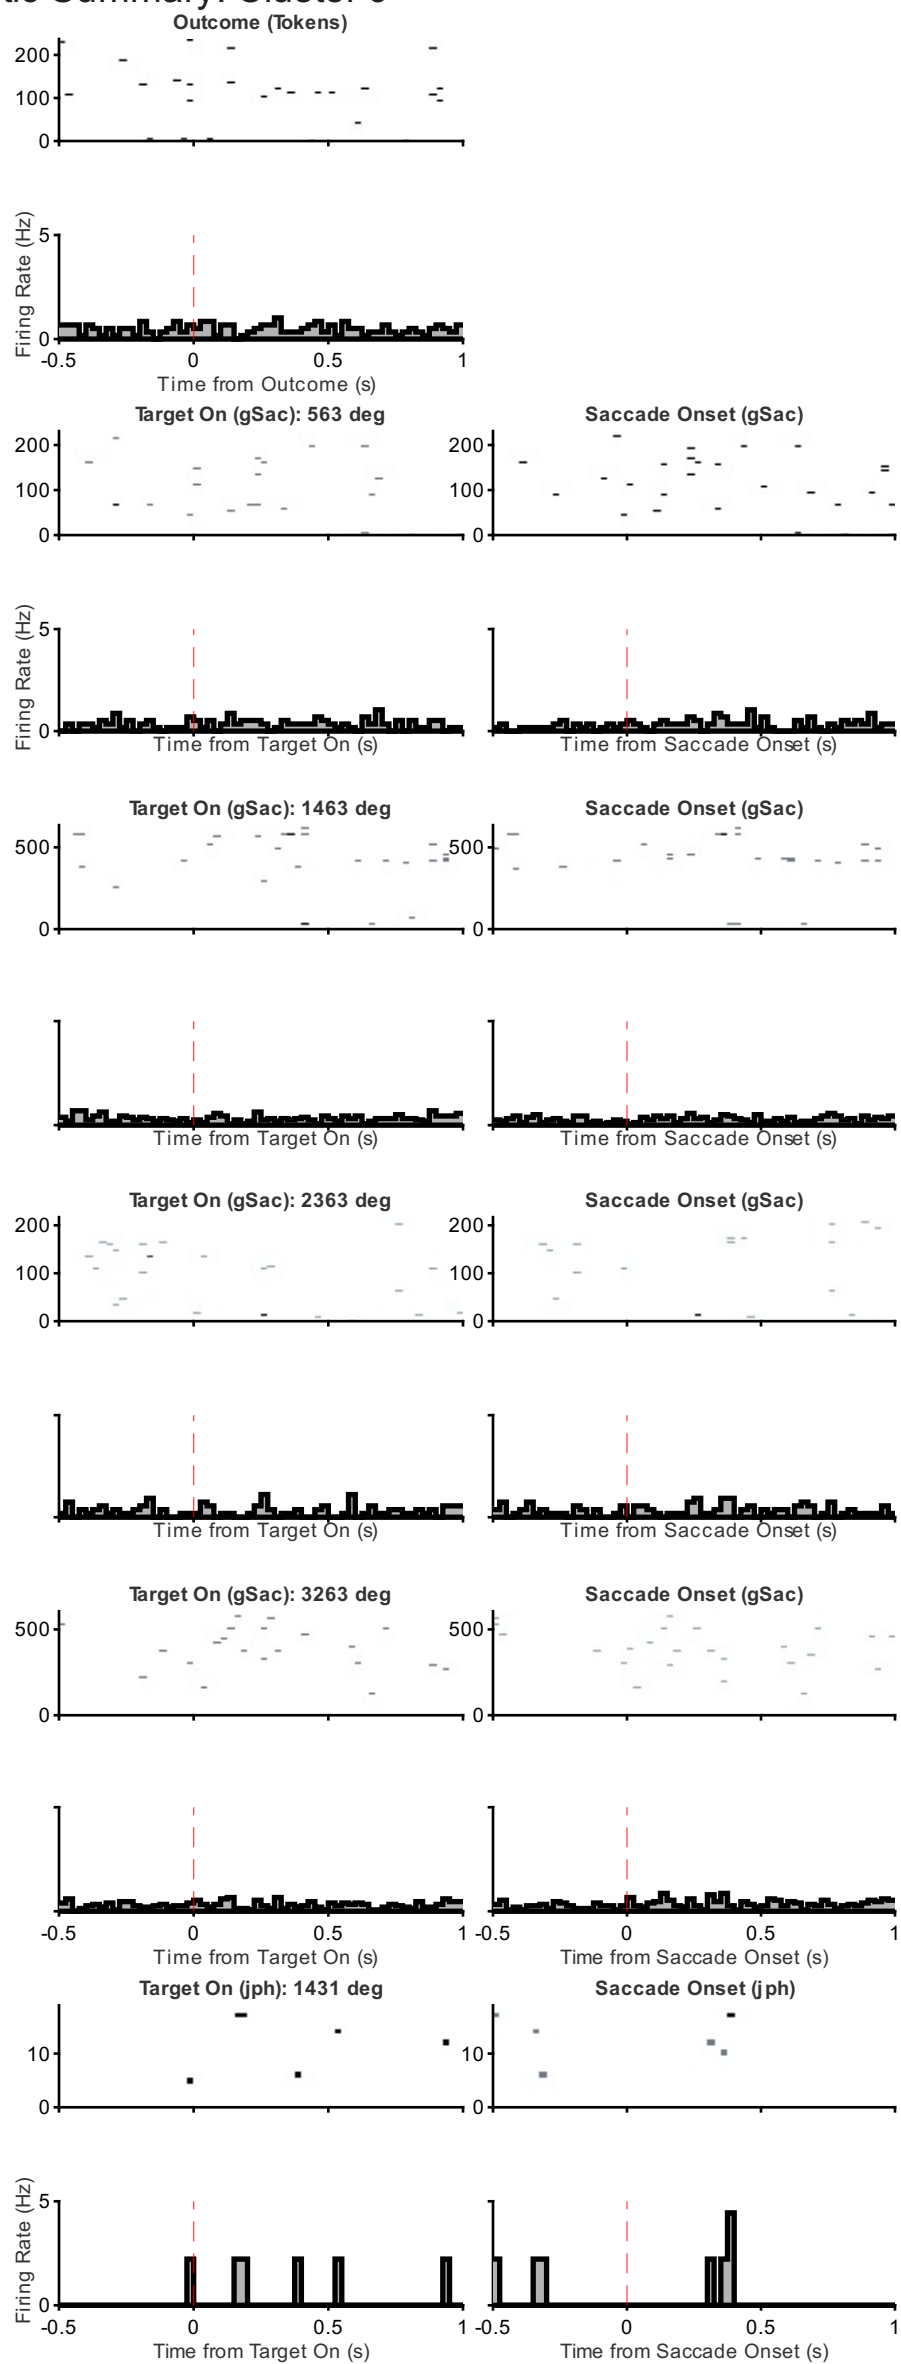 Summary: Cluster
Outcome (Tokens)
200
100
0
Firing Rate (Hz)
5
0
-0.5 0 0.5 1
Time from Outcome (s)
Target On (gSac): 563 deg Saccade Onset (gSac)
200 200
100 100
0 0
Firing Rate (Hz)
5
0
Time from Target On (s) Time from Saccade Onset (s)
Target On (gSac): 1463 deg Saccade Onset (gSac)
500 500
0 0
Time from Target On (s) Time from Saccade Onset (s)
Target On (gSac): 2363 deg Saccade Onset (gSac)
200 200
100 100
0 0
Time from Target On (s) Time from Saccade Onset (s)
Target On (gSac): 3263 deg Saccade Onset (gSac)
500 500
0 0
-0.5 0 0.5 1 -0.5 0 0.5 1
Time from Target On (s) Time from Saccade Onset (s)
Target On (jph): 1431 deg Saccade Onset (jph)
10 10
0 0
Firing Rate (Hz)
5
0
-0.5 0 0.5 1 -0.5 0 0.5 1
Time from Target On (s) Time from Saccade Onset (s)